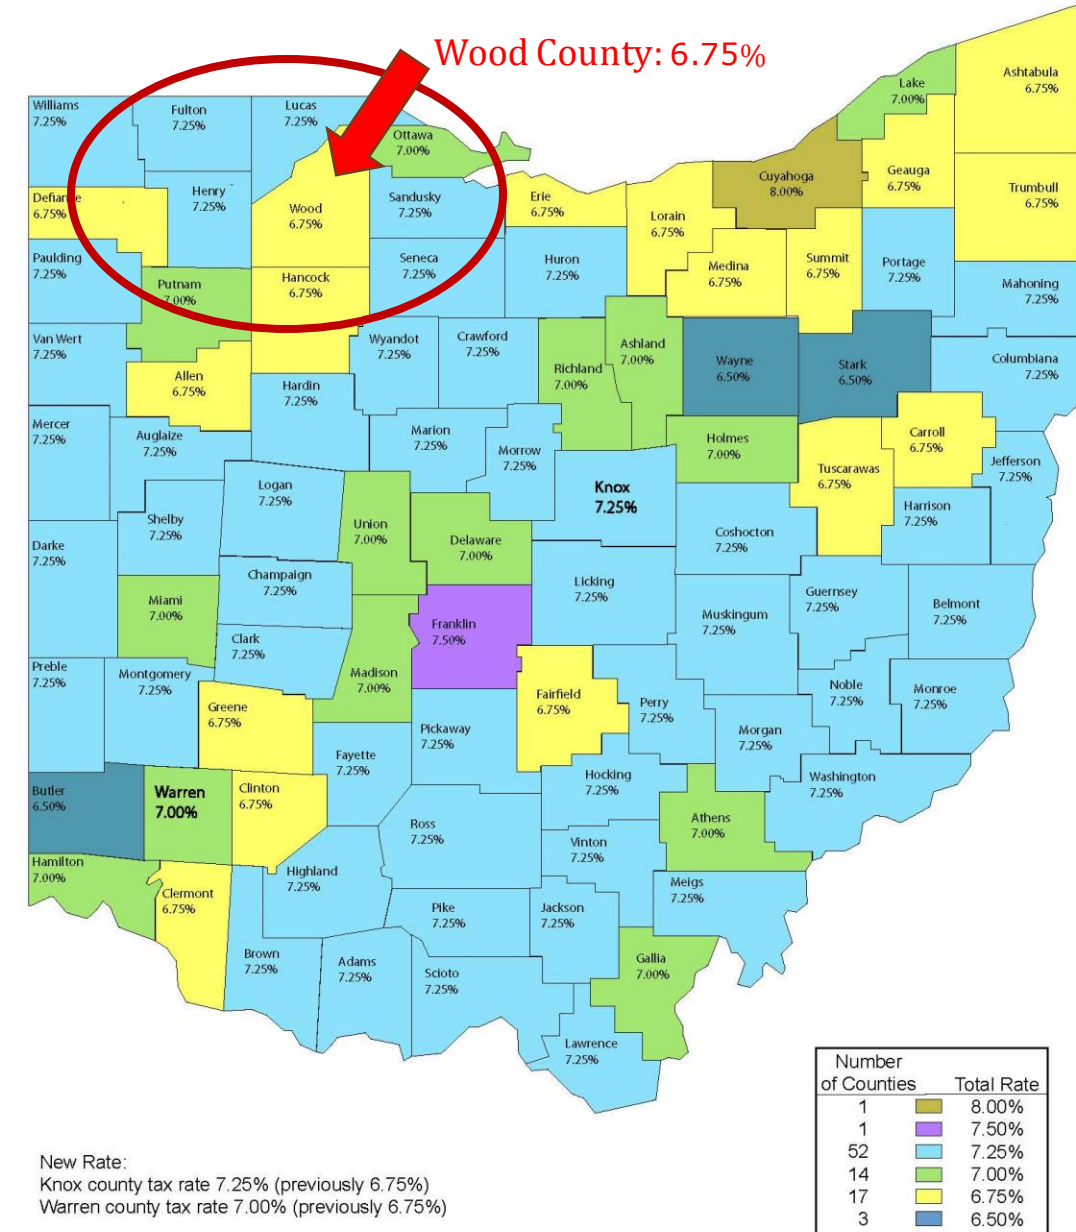 Wood County: 6.75%
Williams
7.25%
Fulton
7.25%
Lucas
7.25%
Ottawa
7.00%
Lake
7.00%
Ashtabula
6.75%
Cuyahoga
8.00%
Geauga
6.75%
Trumbull
6.75%
Defiance
6.75%
Henry
7.25%
Wood
6.75%
Sandusky
7.25%
Erie
6.75%
Lorain
6.75%
Paulding
7.25%
Putnam
7.00%
Hancock
6.75%
Seneca
7.25%
Huron
7.25%
Medina
6.75%
Summit
6.75%
Portage
7.25%
Mahoning
7.25%
Van Wert
7.25%
Allen
6.75%
Hardin
7.25%
Wyandot
7.25%
Crawford
7.25%
Richland
7.00%
Ashland
7.00%
Wayne
6.50%
Stark
6.50%
Columbiana
7.25%
Mercer
7.25%
Auglaize
7.25%
Marion
7.25%
Morrow
7.25%
Holmes
7.00%
Tuscarawas
6.75%
Carroll
6.75%
Jefferson
7.25%
Logan
7.25%
Knox
7.25%
Harrison
7.25%
Darke
7.25%
Shelby
7.25%
Union
7.00%
Delaware
7.00%
Coshocton
7.25%
Miami
7.00%
Champaign
7.25%
Licking
7.25%
Muskingum
7.25%
Guernsey
7.25%
Belmont
7.25%
Clark
7.25%
Franklin
7.50%
Preble
7.25%
Montgomery
7.25%
Madison
7.00%
Fairfield
6.75%
Perry
7.25%
Noble
7.25%
Monroe
7.25%
Greene
6.75%
Pickaway
7.25%
Morgan
7.25%
Fayette
7.25%
Hocking
7.25%
Washington
7.25%
Butler
6.50%
Warren
7.00%
Clinton
6.75%
Ross
7.25%
Athens
7.00%
Vinton
7.25%
Hamilton
7.00%
Clermont
6.75%
Highland
7.25%
Meigs
7.25%
Pike
7.25%
Jackson
7.25%
Brown
7.25%
Adams
7.25%
Scioto
7.25%
Gallia
7.00%
Lawrence
7.25%
Number
of Counties Total Rate
1 8.00%
1 7.50%
52 7.25%
14 7.00%
17 6.75%
3 6.50%
New Rate:
Knox county tax rate 7.25% (previously 6.75%)
Warren county tax rate 7.00% (previously 6.75%)